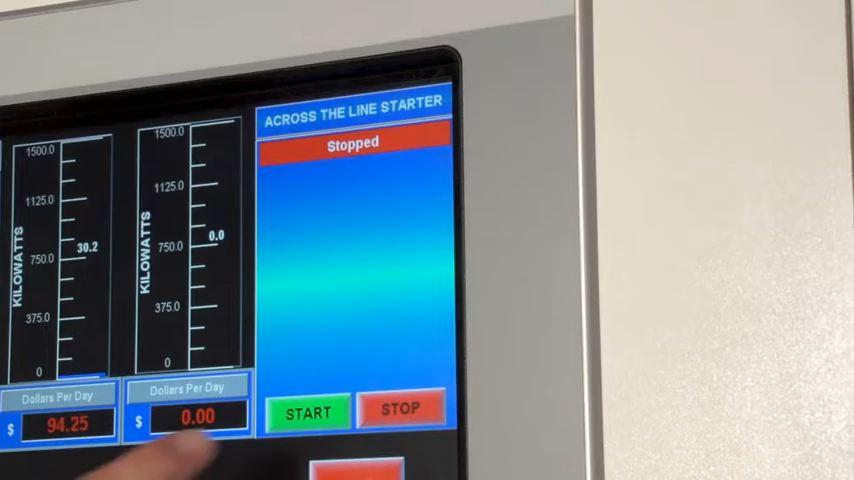 ACROSS THE LINE STARTER
Stopped
1500.0
1125.0
750.0
375.0
0
KILOWATTS
30.2
Dollars Per Day
$ 94.25
1500.0
1125.0
750.0
375.0
0
KILOWATTS
0.0
Dollars Per Day
$ 0.00
START
STOP